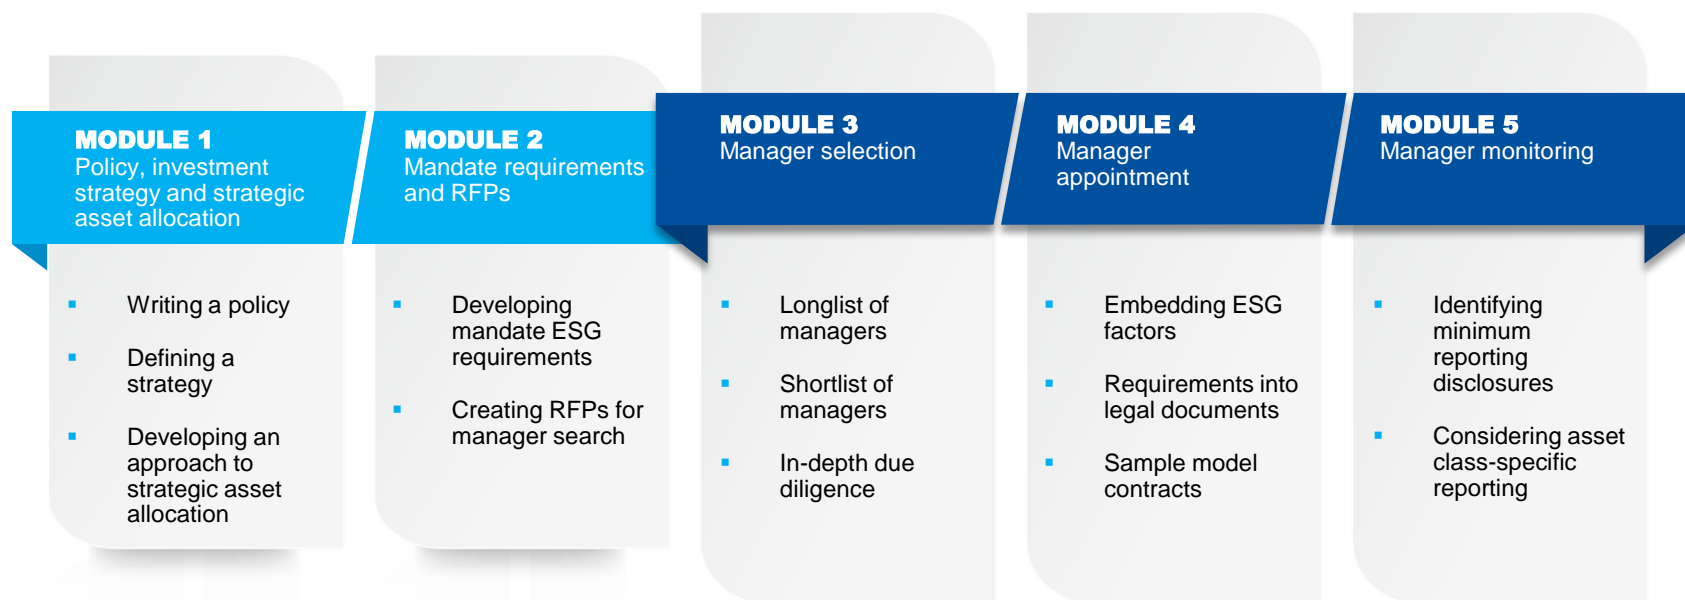 MODULE 1
Policy, investment
strategy and strategic
asset allocation
Writing a policy
Defining a
strategy
Developing an
approach to
strategic asset
allocation
MODULE 2
Mandate requirements
and RFPs
Developing
mandate ESG
requirements
Creating RFPs for
manager search
MODULE 3
Manager selection
Longlist of
managers
Shortlist of
managers
In-depth due
diligence
MODULE 4
Manager
appointment
Embedding ESG
factors
Requirements into
legal documents
Sample model
contracts
MODULE 5
Manager monitoring
Identifying
minimum
reporting
disclosures
Considering asset
class-specific
reporting